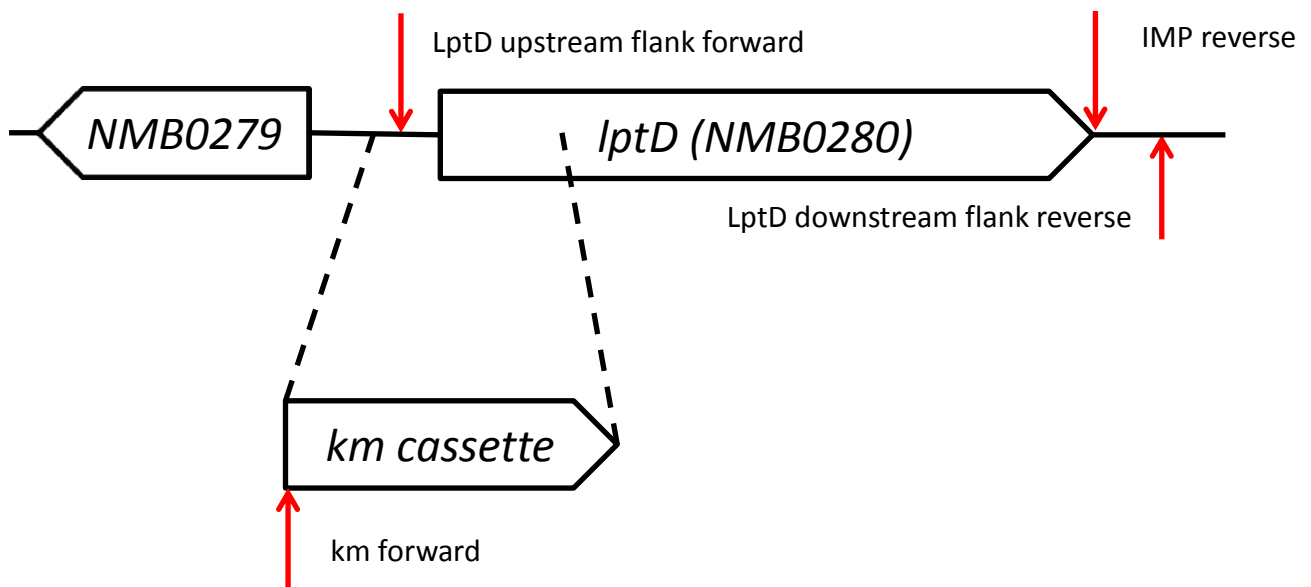 LptD upstream flank forward
IMP reverse
NMB0279
lptD (NMB0280)
LptD downstream flank reverse
km cassette
km forward